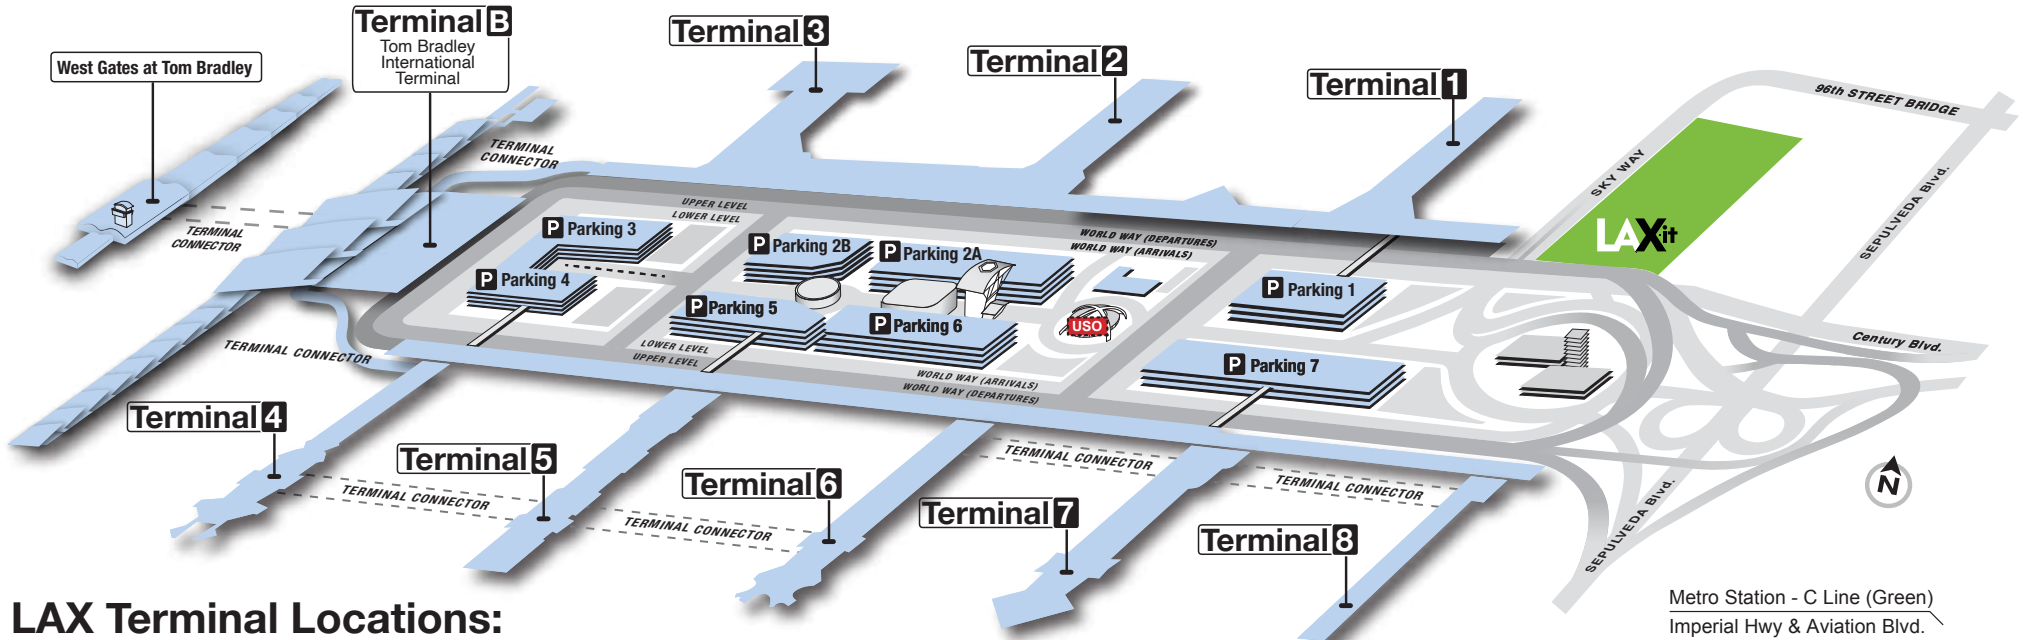 Terminal B
Tom Bradley
International
Terminal
West Gates at Tom Bradley
Terminal 3
Terminal 2
Terminal 1
96th STREET BRIDGE
SKY WAY
SEPULVEDA Blvd.
LAX-it
Century Blvd.
TERMINAL
CONNECTOR
TERMINAL
CONNECTOR
UPPER LEVEL
LOWER LEVEL
WORLD WAY (DEPARTURES)
WORLD WAY (ARRIVALS)
P Parking 3
P Parking 2B
P Parking 2A
P Parking 4
P Parking 1
P Parking 5
P Parking 6
USO
P Parking 7
LOWER LEVEL
UPPER LEVEL
WORLD WAY (ARRIVALS)
WORLD WAY (DEPARTURES)
TERMINAL CONNECTOR
Terminal 4
Terminal 5
Terminal 6
Terminal 7
Terminal 8
TERMINAL CONNECTOR
TERMINAL CONNECTOR
TERMINAL CONNECTOR
TERMINAL CONNECTOR
SEPULVEDA Blvd.
N
LAX Terminal Locations:
Metro Station - C Line (Green)
Imperial Hwy & Aviation Blvd.